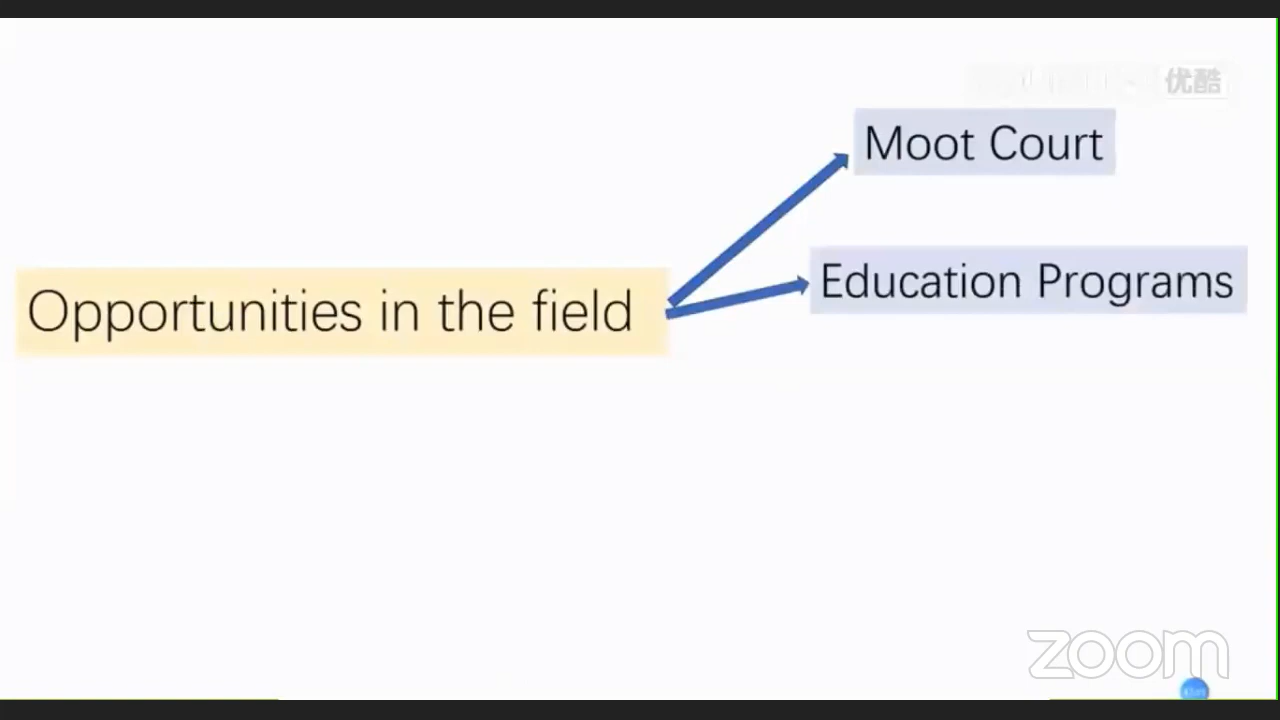 优酷
Moot Court
Education Programs
Opportunities in the field
zoom